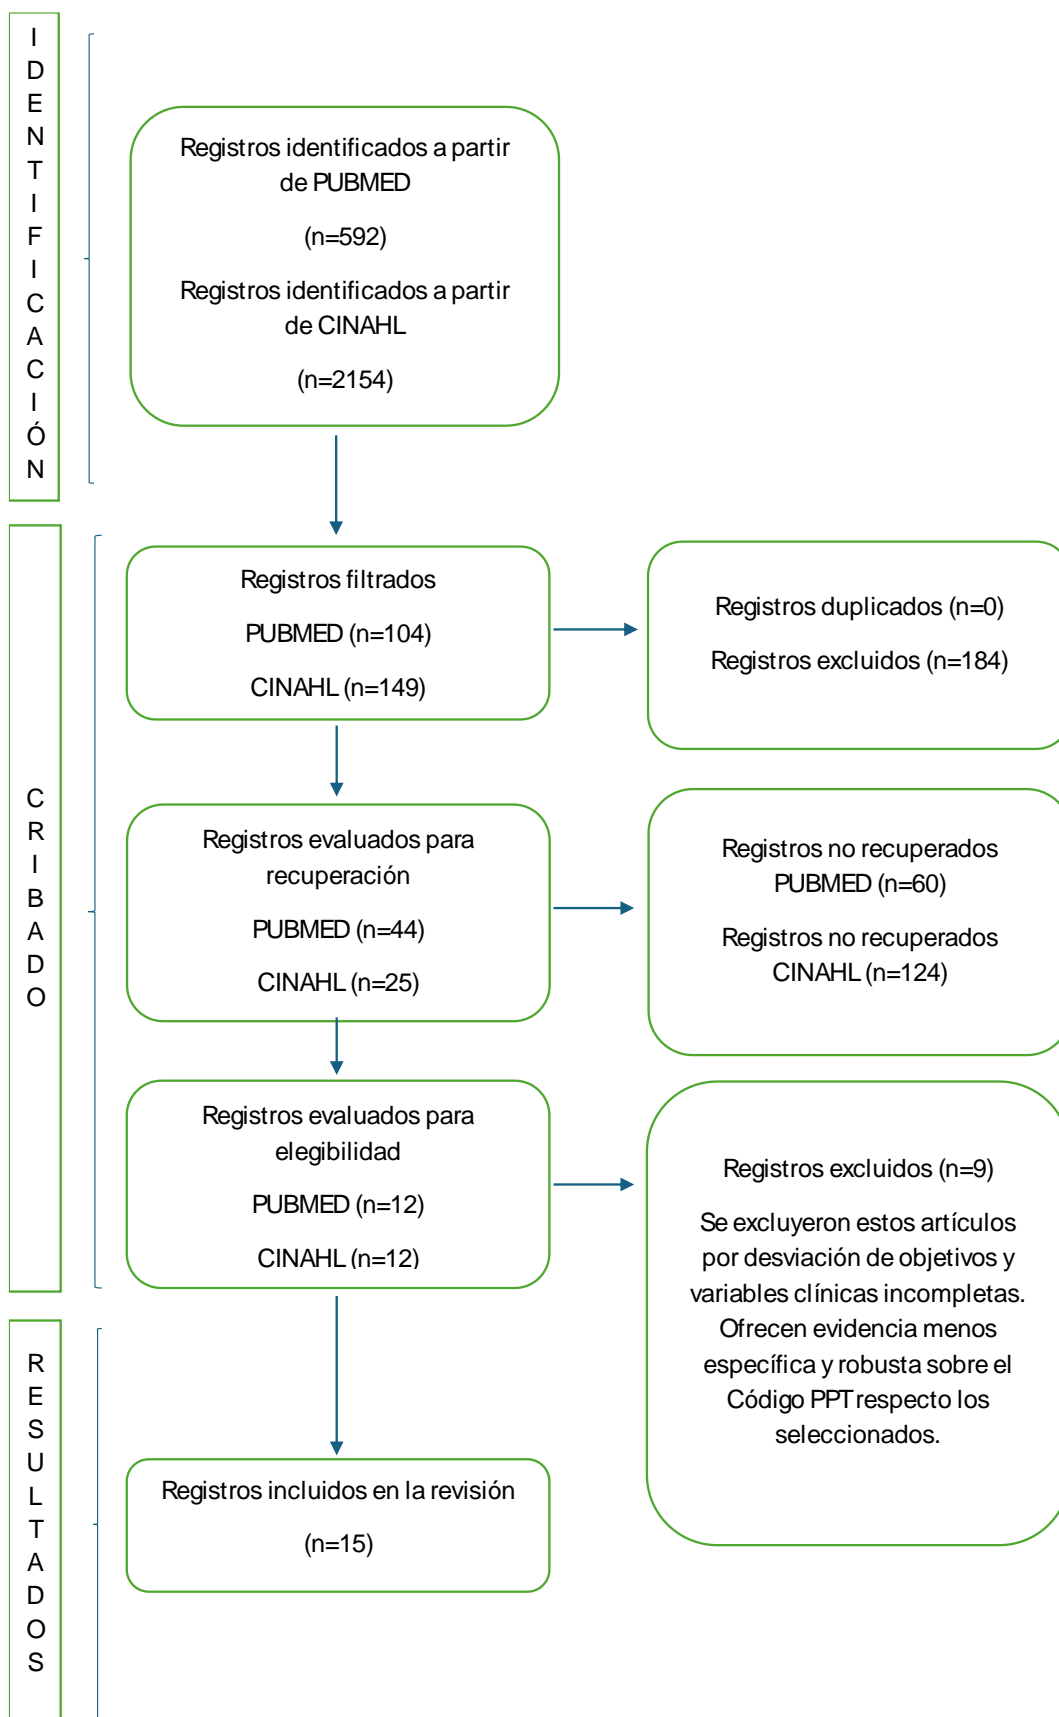 IDENTIFICACIÓN
Registros identificados a partir
de PUBMED
(n=592)
Registros identificados a partir
de CINAHL
(n=2154)
CRIBADO
Registros filtrados
PUBMED (n=104)
CINAHL (n=149)
Registros duplicados (n=0)
Registros excluidos (n=184)
Registros evaluados para
recuperación
PUBMED (n=44)
CINAHL (n=25)
Registros no recuperados
PUBMED (n=60)
Registros no recuperados
CINAHL (n=124)
Registros evaluados para
elegibilidad
PUBMED (n=12)
CINAHL (n=12)
Registros excluidos (n=9)
Se excluyeron estos artículos
por desviación de objetivos y
variables clínicas incompletas.
Ofrecen evidencia menos
específica y robusta sobre el
Código PPT respecto los
seleccionados.
RESULTADOS
Registros incluidos en la revisión
(n=15)